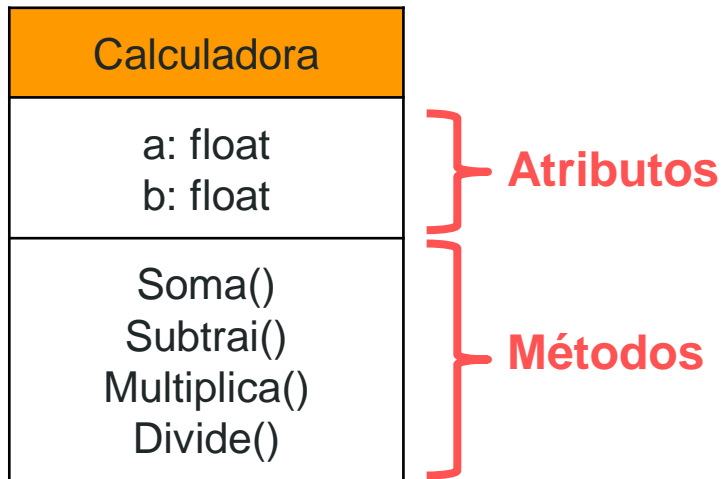 Calculadora
a: float
b: float
Atributos
Soma()
Subtrai()
Multiplica()
Divide()
Métodos